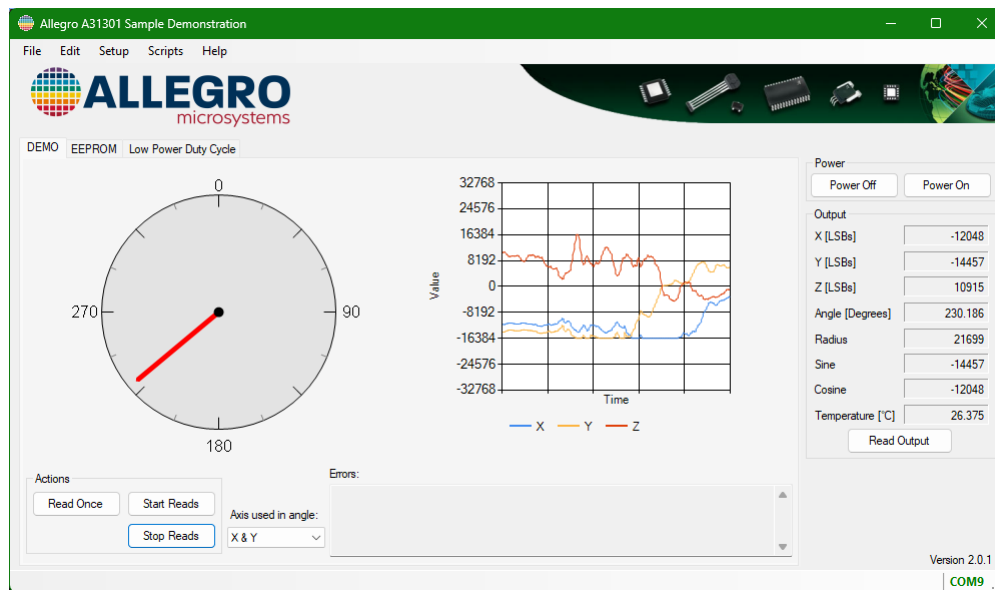 Allegro A31301 Sample Demonstration
File Edit Setup Scripts Help
ALLEGRO
microsystems
DEMO EEPROM Low Power Duty Cycle
0
90
180
270
32768
24576
16384
8192
0
-8192
-16384
-24576
-32768
Value
Time
X Y Z
Actions
Read Once Start Reads
Stop Reads
Axis used in angle:
X & Y
Errors:
Power
Power Off Power On
Output
X [LSBs] -12048
Y [LSBs] -14457
Z [LSBs] 10915
Angle [Degrees] 230.186
Radius 21699
Sine -14457
Cosine -12048
Temperature [°C] 26.375
Read Output
Version 2.0.1
COM9